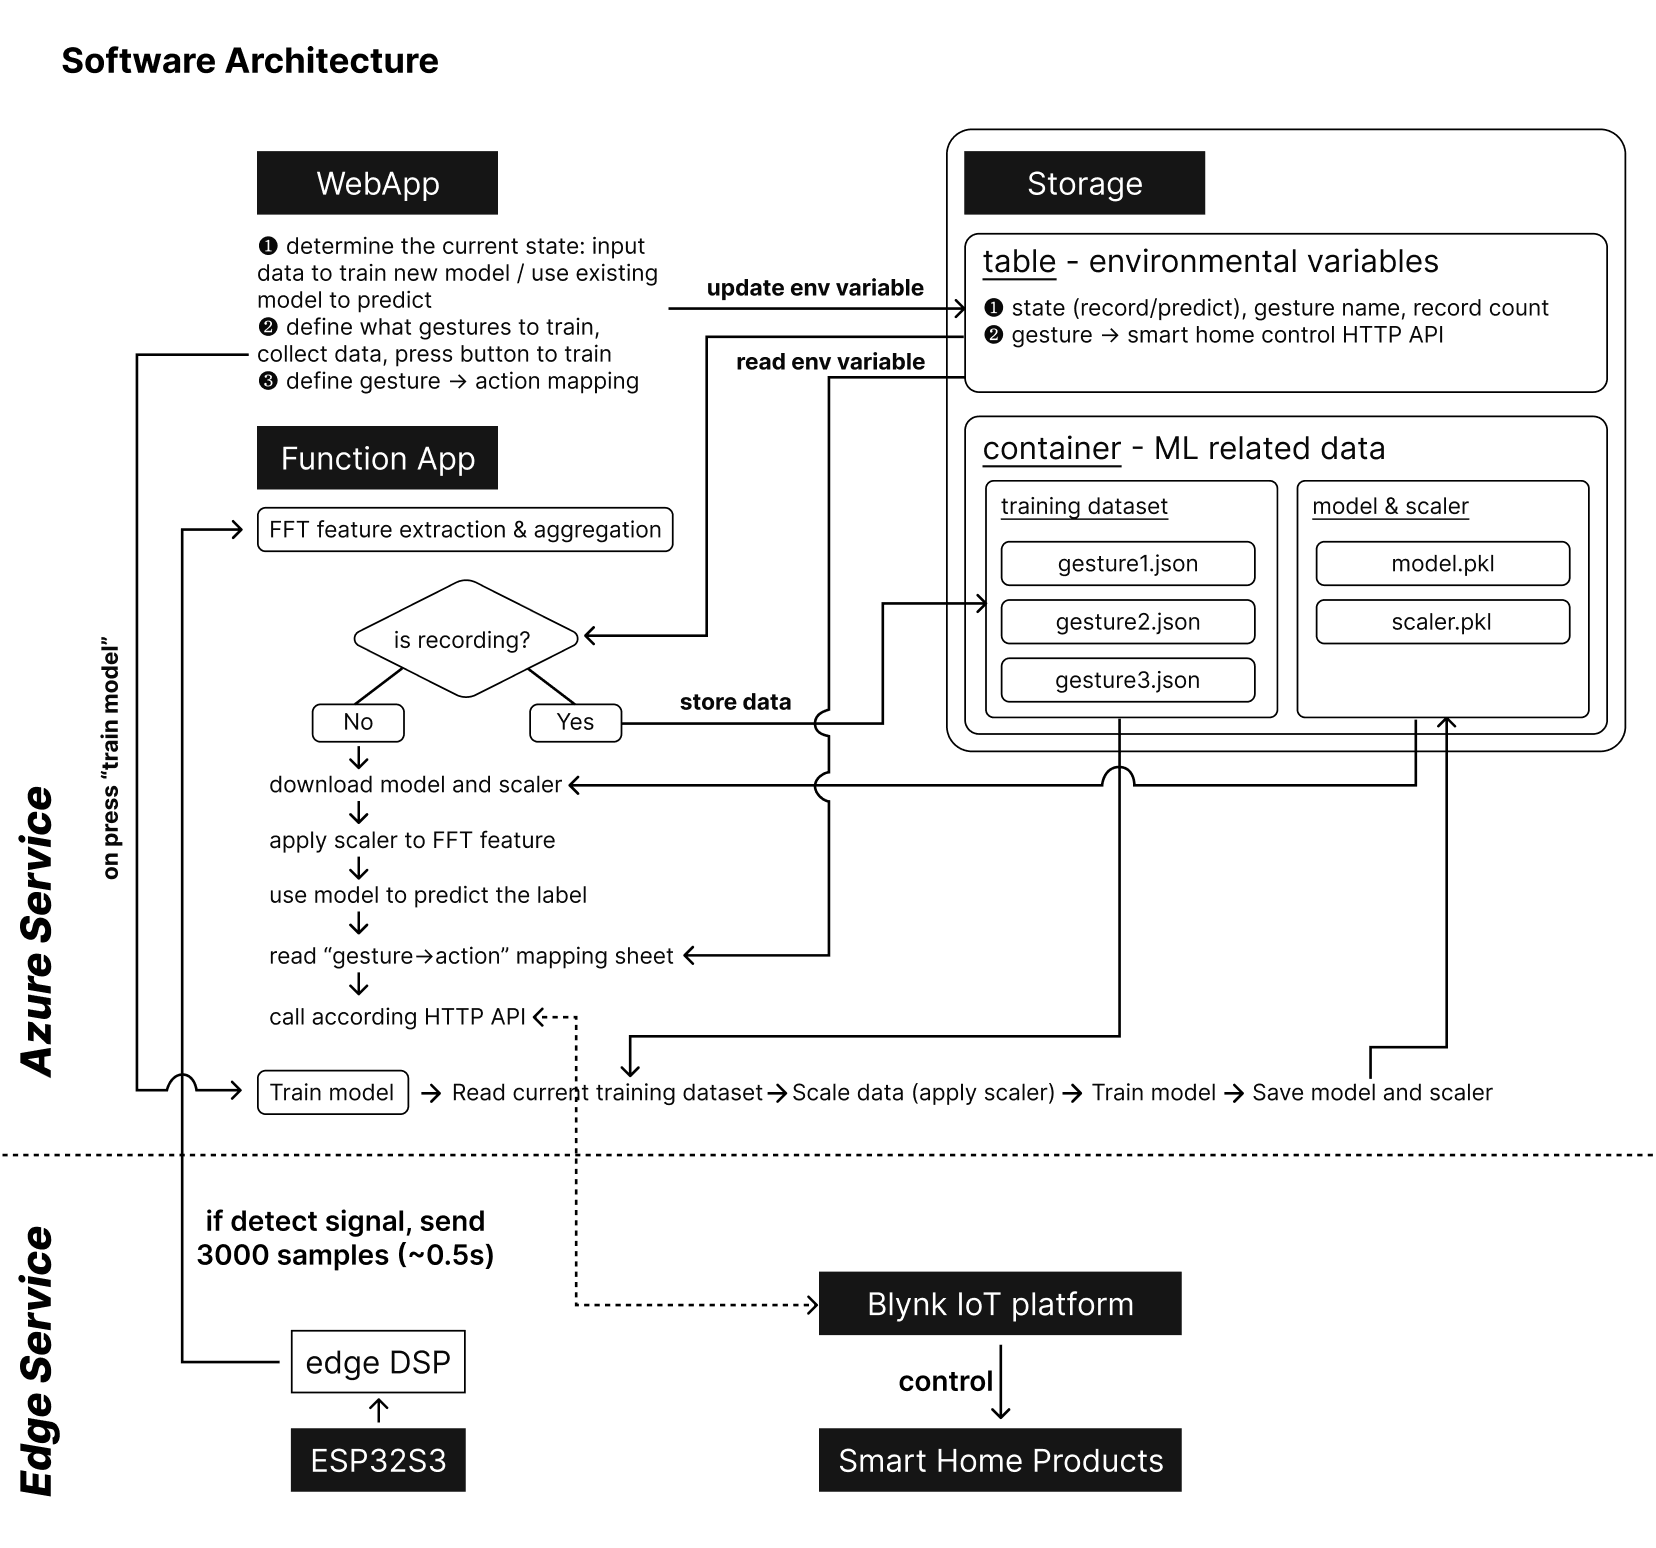 Software Architecture
WebApp
❶ determine the current state: input
data to train new model / use existing
model to predict
❷ define what gestures to train,
collect data, press button to train
❸ define gesture → action mapping
update env variable
read env variable
Storage
table - environmental variables
❶ state (record/predict), gesture name, record count
❷ gesture → smart home control HTTP API
container - ML related data
training dataset
gesture1.json
gesture2.json
gesture3.json
model & scaler
model.pkl
scaler.pkl
Function App
FFT feature extraction & aggregation
is recording?
No
Yes
store data
download model and scaler
apply scaler to FFT feature
use model to predict the label
read “gesture→action” mapping sheet
call according HTTP API
on press “train model”
Train model
Read current training dataset
Scale data (apply scaler)
Train model
Save model and scaler
Azure Service
Edge Service
if detect signal, send
3000 samples (~0.5s)
edge DSP
ESP32S3
Blynk IoT platform
control
Smart Home Products